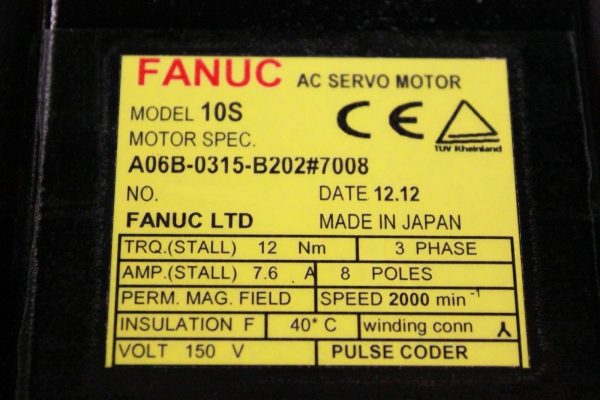 FANUC AC SERVO MOTOR
MODEL 10S
MOTOR SPEC.
TUV Rheinland
A06B-0315-B202#7008
NO. DATE 12.12
FANUC LTD MADE IN JAPAN
TRQ.(STALL) 12 Nm 3 PHASE
AMP.(STALL) 7.6 A 8 POLES
PERM. MAG. FIELD SPEED 2000 min⁻¹
INSULATION F 40* C winding conn
VOLT 150 V PULSE CODER